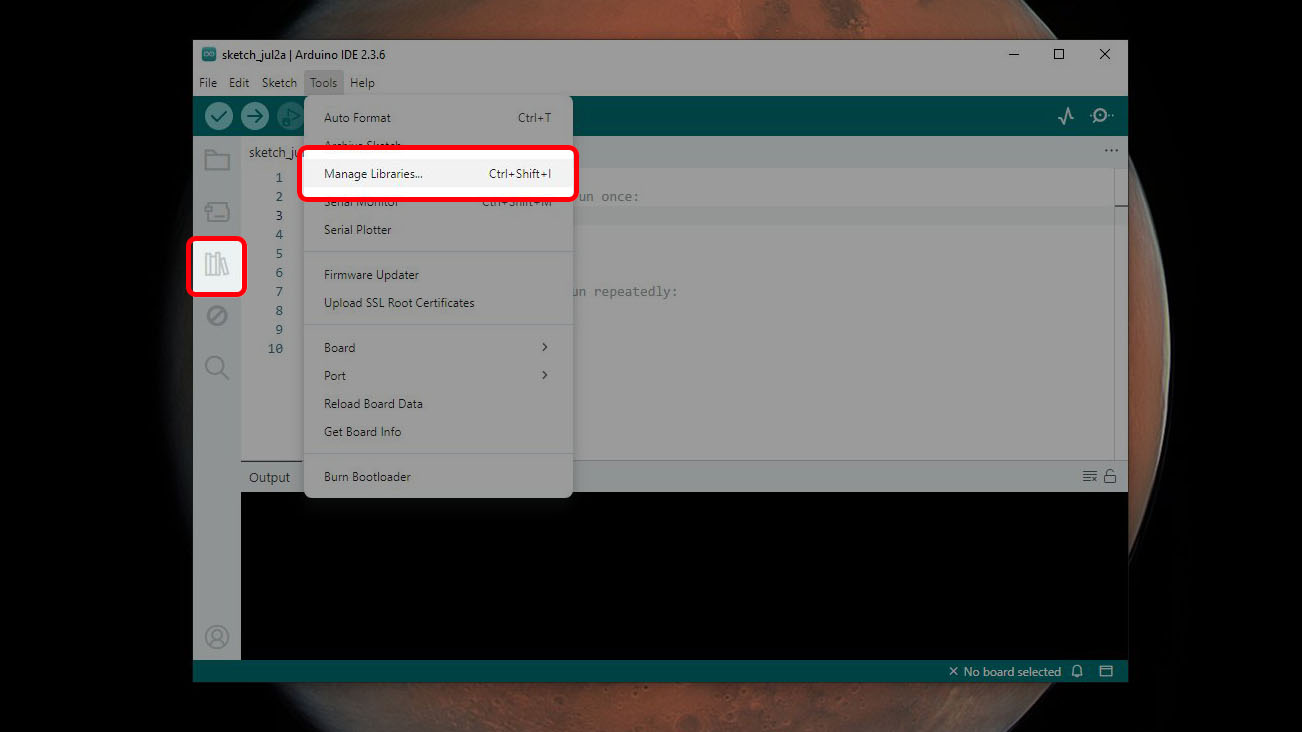 sketch_jul2a | Arduino IDE 2.3.6
File Edit Sketch Tools Help
Auto Format Ctrl+T
sketch_ju
Archive Sketch
Manage Libraries... Ctrl+Shift+I
Serial Monitor Ctrl+Shift+M
Serial Plotter
Firmware Updater
Upload SSL Root Certificates
Board
Port
Reload Board Data
Get Board Info
Burn Bootloader
1
2 un once:
3
4
5
6
7 un repeatedly:
8
9
10
Output
No board selected